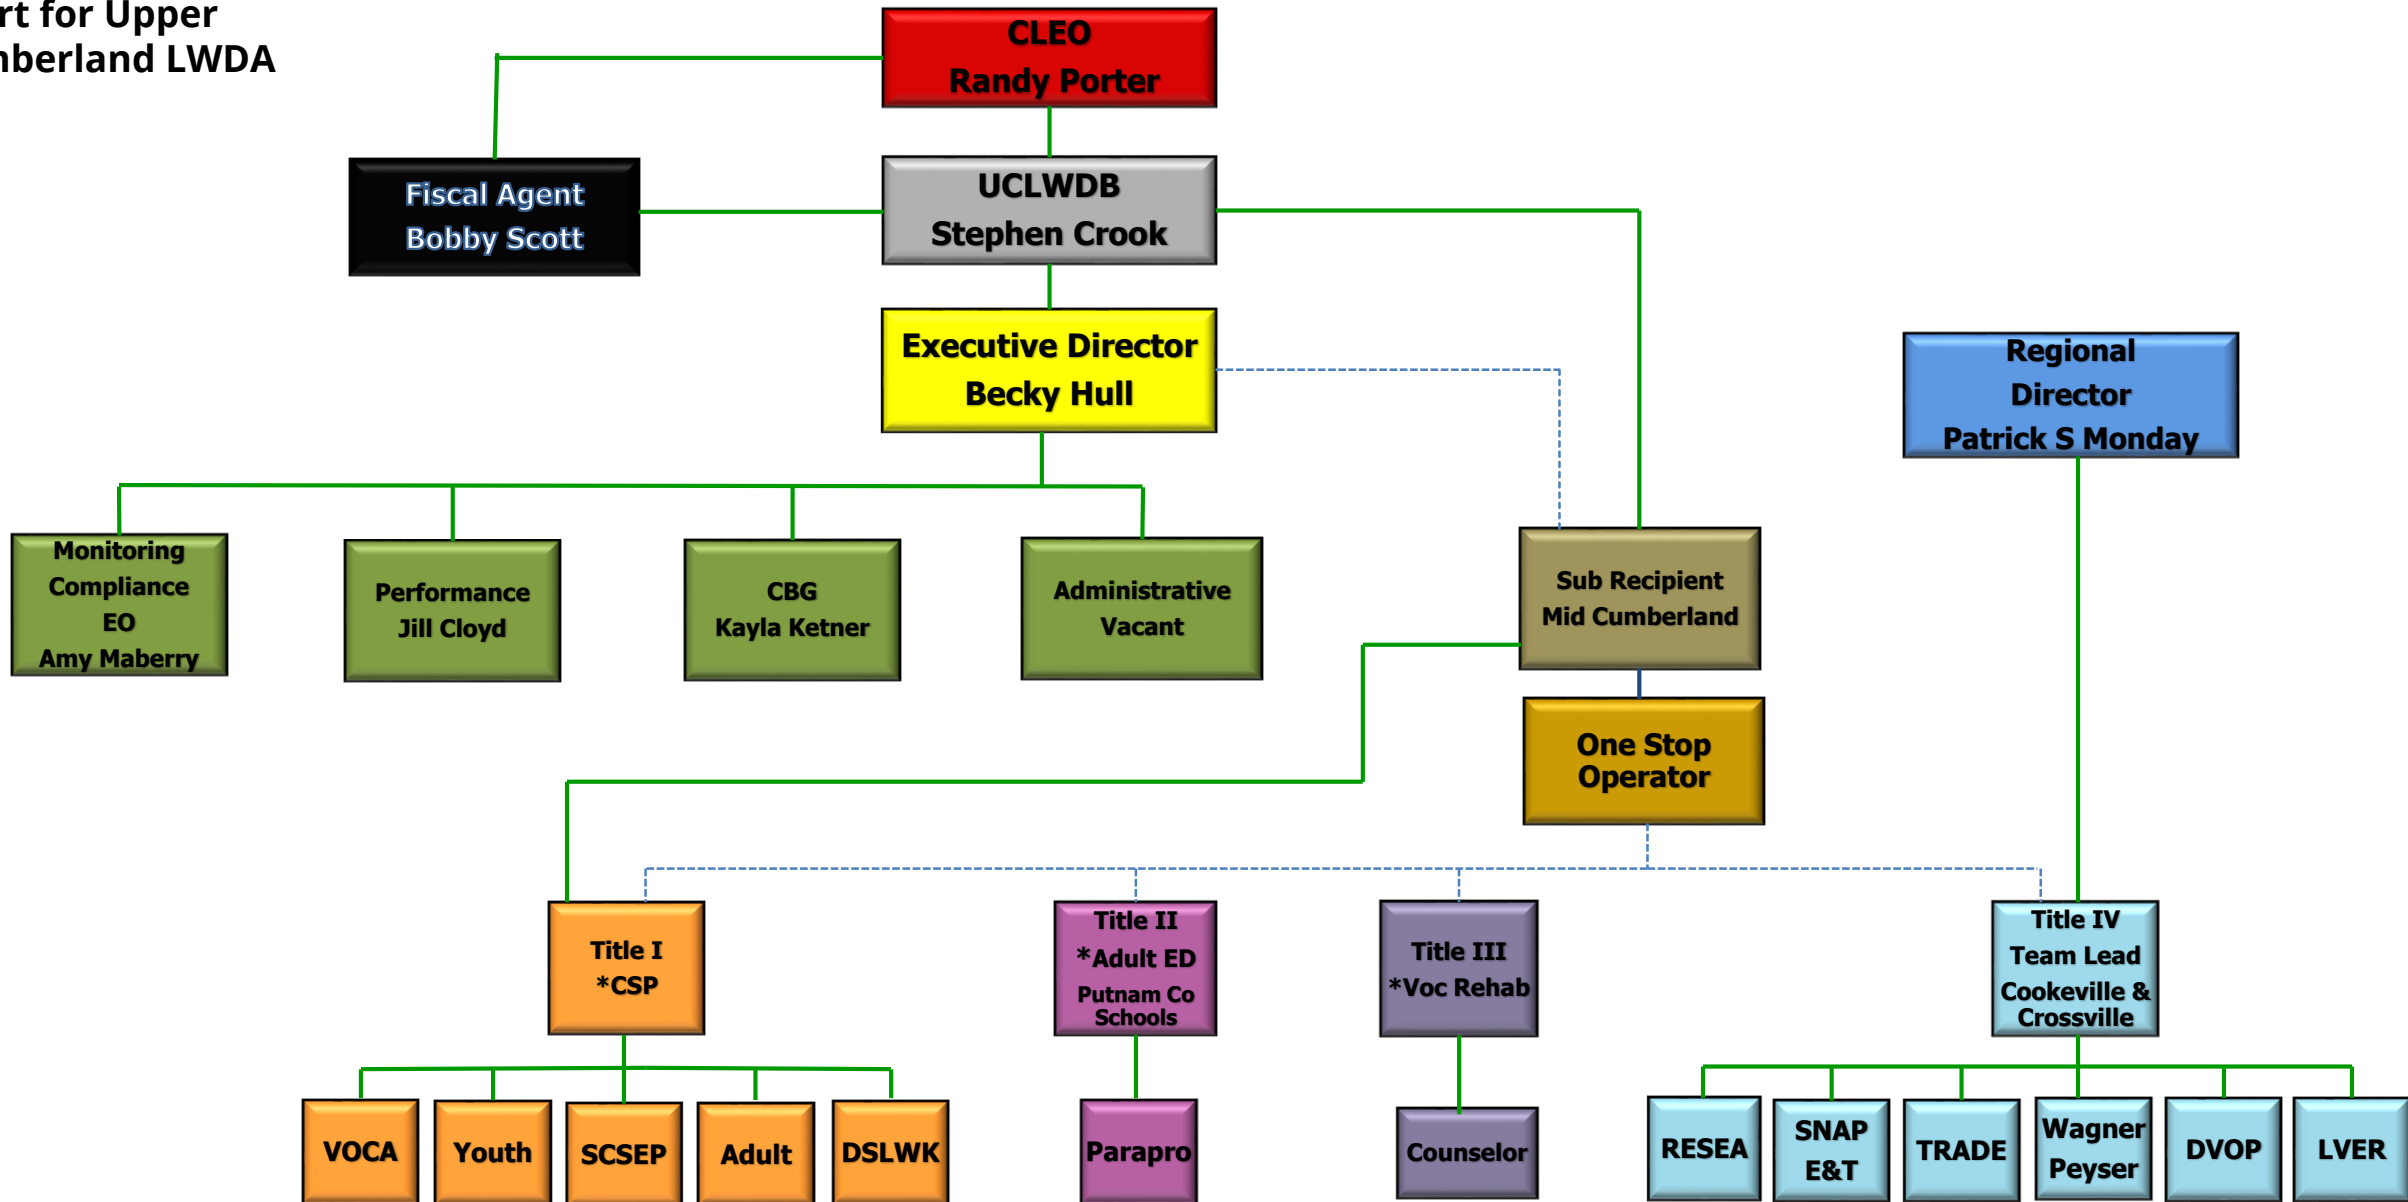 rt for Upper
mberland LWDA
CLEO
Randy Porter
Fiscal Agent
Bobby Scott
UCLWDB
Stephen Crook
Executive Director
Becky Hull
Regional
Director
Patrick S Monday
Monitoring
Compliance
EO
Amy Maberry
Performance
Jill Cloyd
CBG
Kayla Ketner
Administrative
Vacant
Sub Recipient
Mid Cumberland
One Stop
Operator
Title I
*CSP
Title II
*Adult ED
Putnam Co
Schools
Title III
*Voc Rehab
Title IV
Team Lead
Cookeville &
Crossville
VOCA
Youth
SCSEP
Adult
DSLWK
Parapro
Counselor
RESEA
SNAP
E&T
TRADE
Wagner
Peyser
DVOP
LVER